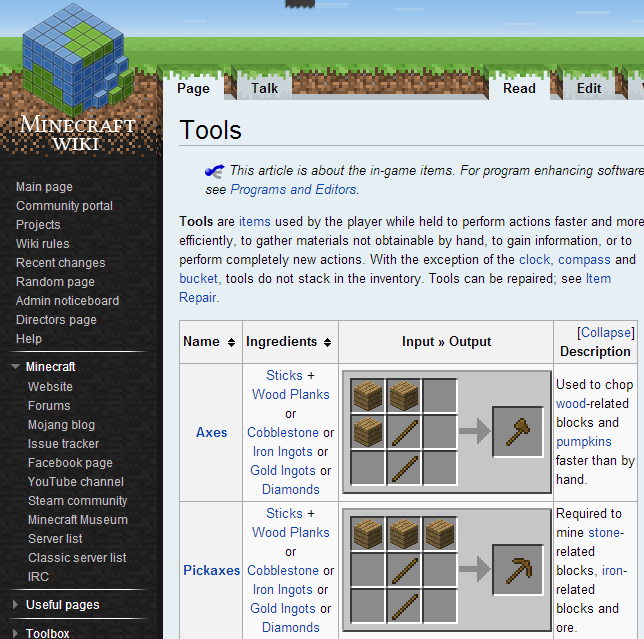 Page
Talk
Read
Edit
MINECRAFT
WIKI
Main page
Community portal
Projects
Wiki rules
Recent changes
Random page
Admin noticeboard
Directors page
Help
Minecraft
Website
Forums
Mojang blog
Issue tracker
Facebook page
YouTube channel
Steam community
Minecraft Museum
Server list
Classic server list
IRC
Useful pages
Toolbox
Tools
This article is about the in-game items. For program enhancing software
see Programs and Editors.
Tools are items used by the player while held to perform actions faster and more
efficiently, to gather materials not obtainable by hand, to gain information, or to
perform completely new actions. With the exception of the clock, compass and
bucket, tools do not stack in the inventory. Tools can be repaired; see Item
Repair.
Name
Ingredients
Input » Output
[Collapse]
Description
Axes
Sticks +
Wood Planks
or
Cobblestone or
Iron Ingots or
Gold Ingots or
Diamonds
Used to chop
wood-related
blocks and
pumpkins
faster than by
hand.
Pickaxes
Sticks +
Wood Planks
or
Cobblestone or
Iron Ingots or
Gold Ingots or
Diamonds
Required to
mine stone-
related
blocks, iron-
related
blocks and
ore.